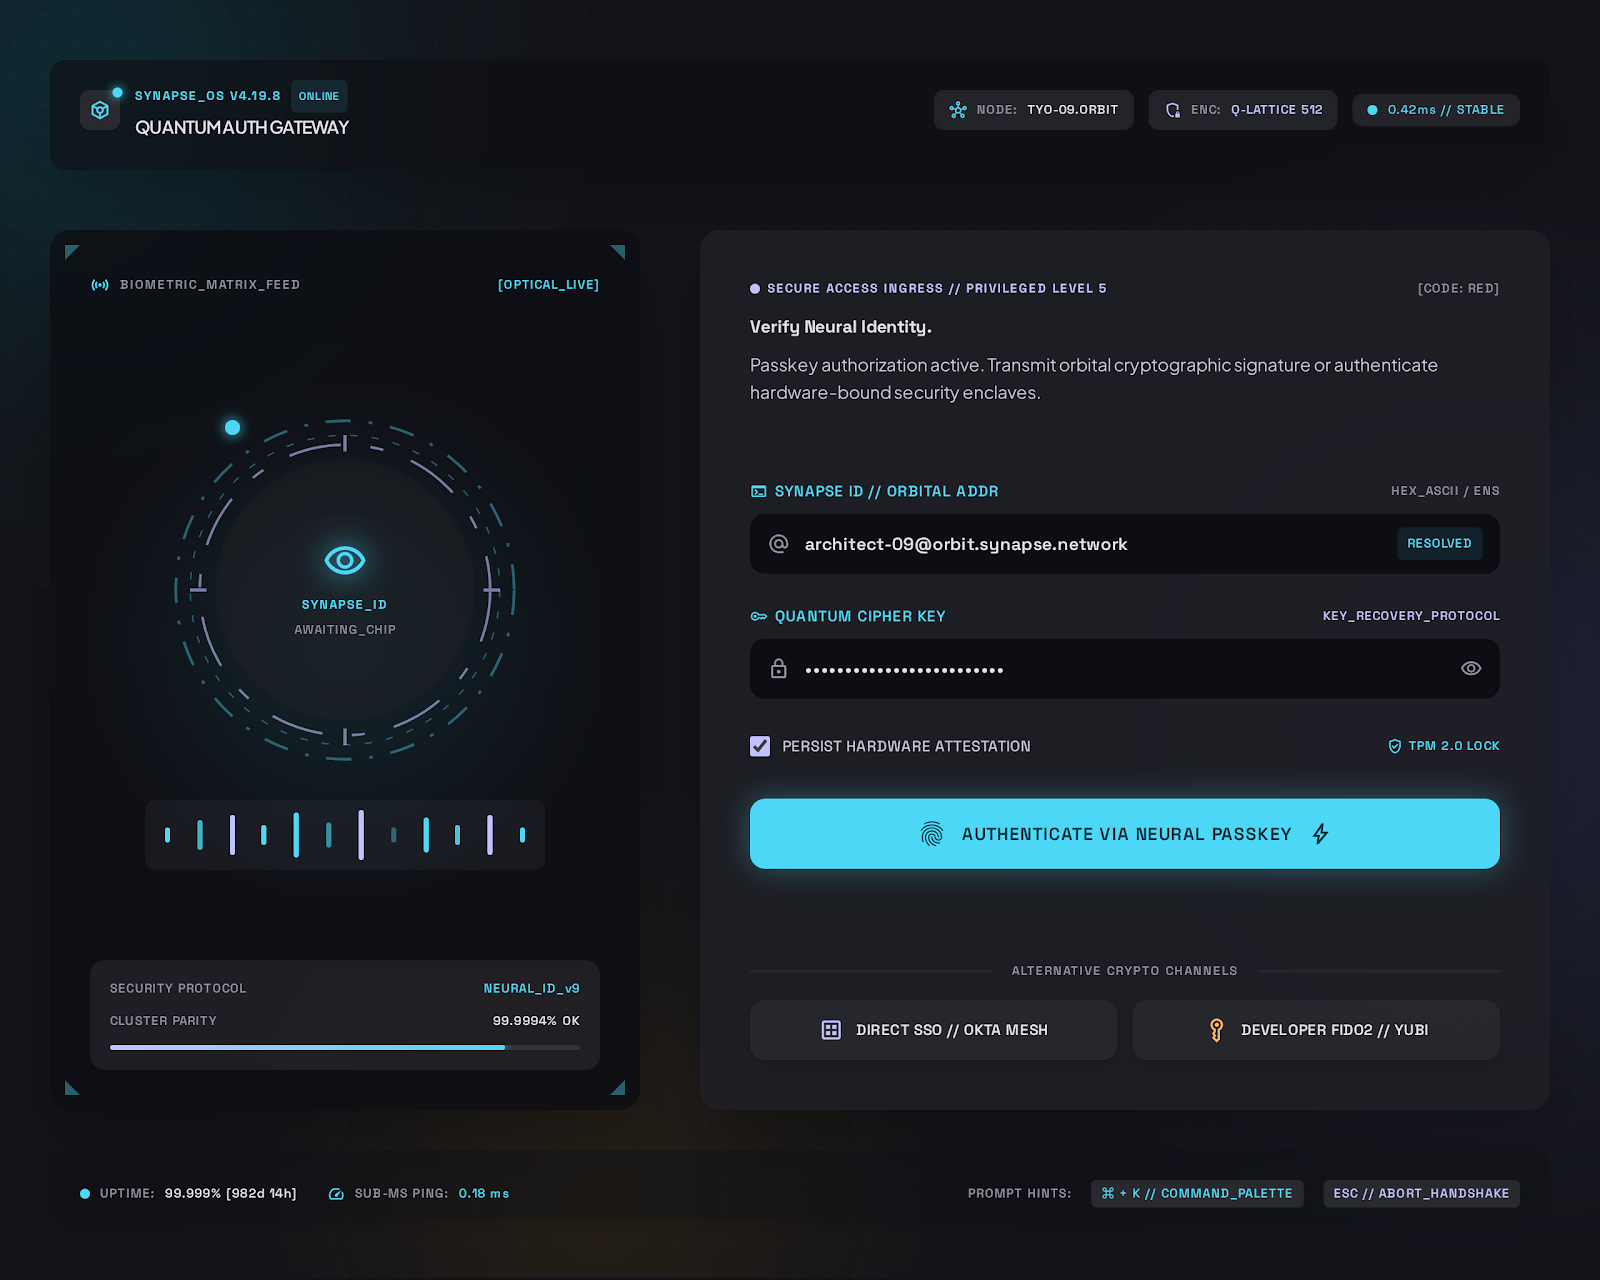 SYNAPSE_OS V4.19.8
ONLINE
QUANTUM AUTH GATEWAY
NODE: TYO-09.ORBIT
ENC: Q-LATTICE 512
0.42ms // STABLE
BIOMETRIC_MATRIX_FEED
[OPTICAL_LIVE]
SYNAPSE_ID
AWAITING_CHIP
SECURITY PROTOCOL
NEURAL_ID_v9
CLUSTER PARITY
99.9994% OK
SECURE ACCESS INGRESS // PRIVILEGED LEVEL 5
[CODE: RED]
Verify Neural Identity.
Passkey authorization active. Transmit orbital cryptographic signature or authenticate
hardware-bound security enclaves.
SYNAPSE ID // ORBITAL ADDR
HEX_ASCII / ENS
architect-09@orbit.synapse.network
RESOLVED
QUANTUM CIPHER KEY
KEY_RECOVERY_PROTOCOL
••••••••••••••••••••••••
PERSIST HARDWARE ATTESTATION
TPM 2.0 LOCK
AUTHENTICATE VIA NEURAL PASSKEY
ALTERNATIVE CRYPTO CHANNELS
DIRECT SSO // OKTA MESH
DEVELOPER FIDO2 // YUBI
UPTIME: 99.999% [982d 14h]
SUB-MS PING: 0.18 ms
PROMPT HINTS:
⌘ + K // COMMAND_PALETTE
ESC // ABORT_HANDSHAKE